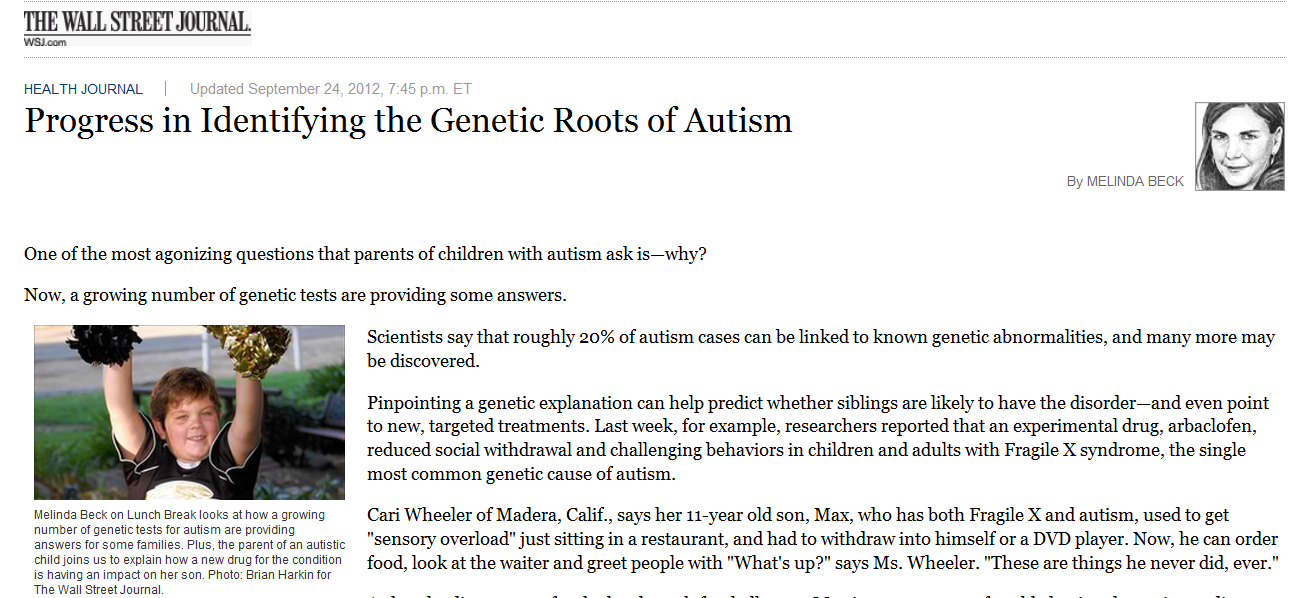 THE WALL STREET JOURNAL.
WSJ.com
HEALTH JOURNAL | Updated September 24, 2012, 7:45 p.m. ET
Progress in Identifying the Genetic Roots of Autism
By MELINDA BECK
One of the most agonizing questions that parents of children with autism ask is—why?
Now, a growing number of genetic tests are providing some answers.
Melinda Beck on Lunch Break looks at how a growing
number of genetic tests for autism are providing
answers for some families. Plus, the parent of an autistic
child joins us to explain how a new drug for the condition
is having an impact on her son. Photo: Brian Harkin for
The Wall Street Journal.
Scientists say that roughly 20% of autism cases can be linked to known genetic abnormalities, and many more may
be discovered.
Pinpointing a genetic explanation can help predict whether siblings are likely to have the disorder—and even point
to new, targeted treatments. Last week, for example, researchers reported that an experimental drug, arbaclofen,
reduced social withdrawal and challenging behaviors in children and adults with Fragile X syndrome, the single
most common genetic cause of autism.
Cari Wheeler of Madera, Calif., says her 11-year old son, Max, who has both Fragile X and autism, used to get
"sensory overload" just sitting in a restaurant, and had to withdraw into himself or a DVD player. Now, he can order
food, look at the waiter and greet people with "What's up?" says Ms. Wheeler. "These are things he never did, ever."